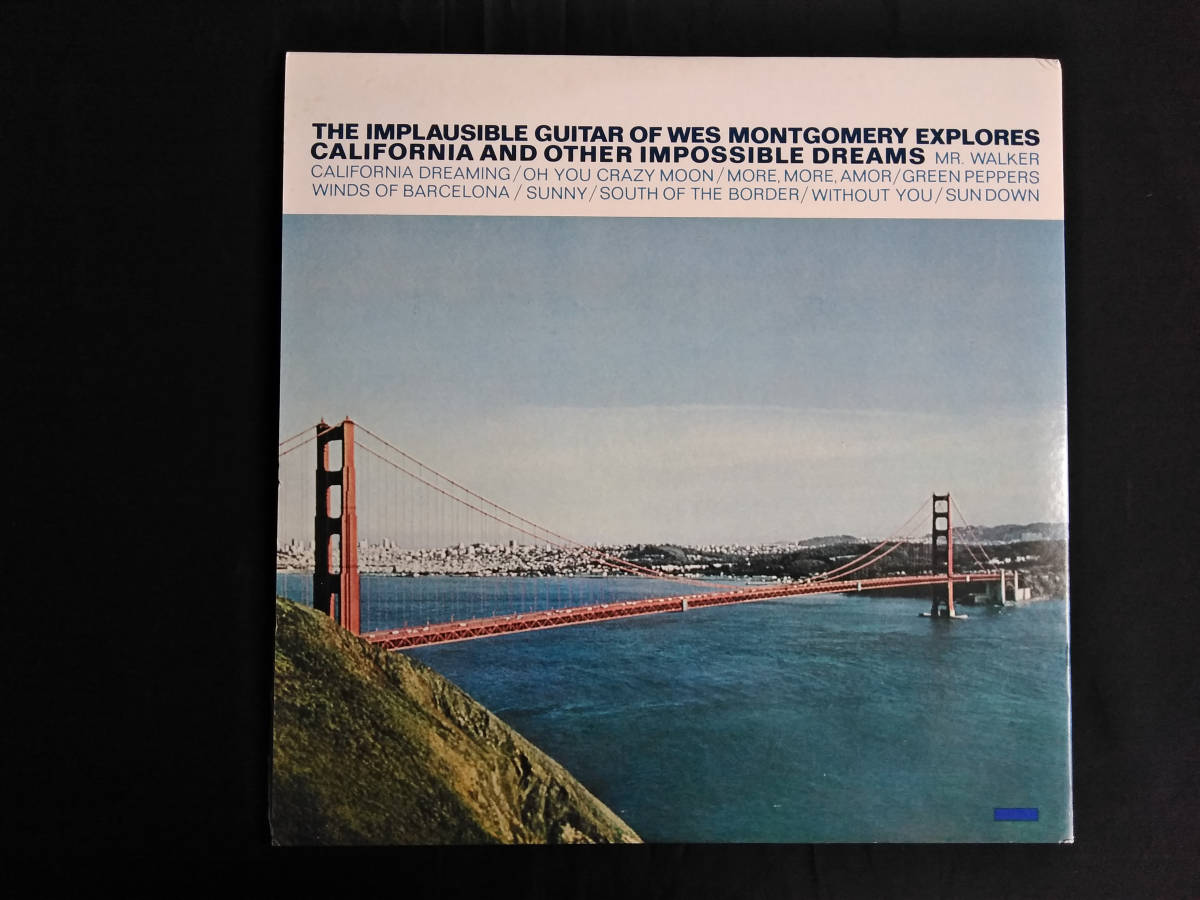 THE IMPLAUSIBLE GUITAR OF WES MONTGOMERY EXPLORES
CALIFORNIA AND OTHER IMPOSSIBLE DREAMS MR. WALKER
CALIFORNIA DREAMING/OH YOU CRAZY MOON/MORE, MORE, AMOR/GREEN PEPPERS
WINDS OF BARCELONA/SUNNY/SOUTH OF THE BORDER/WITHOUT YOU/SUN DOWN